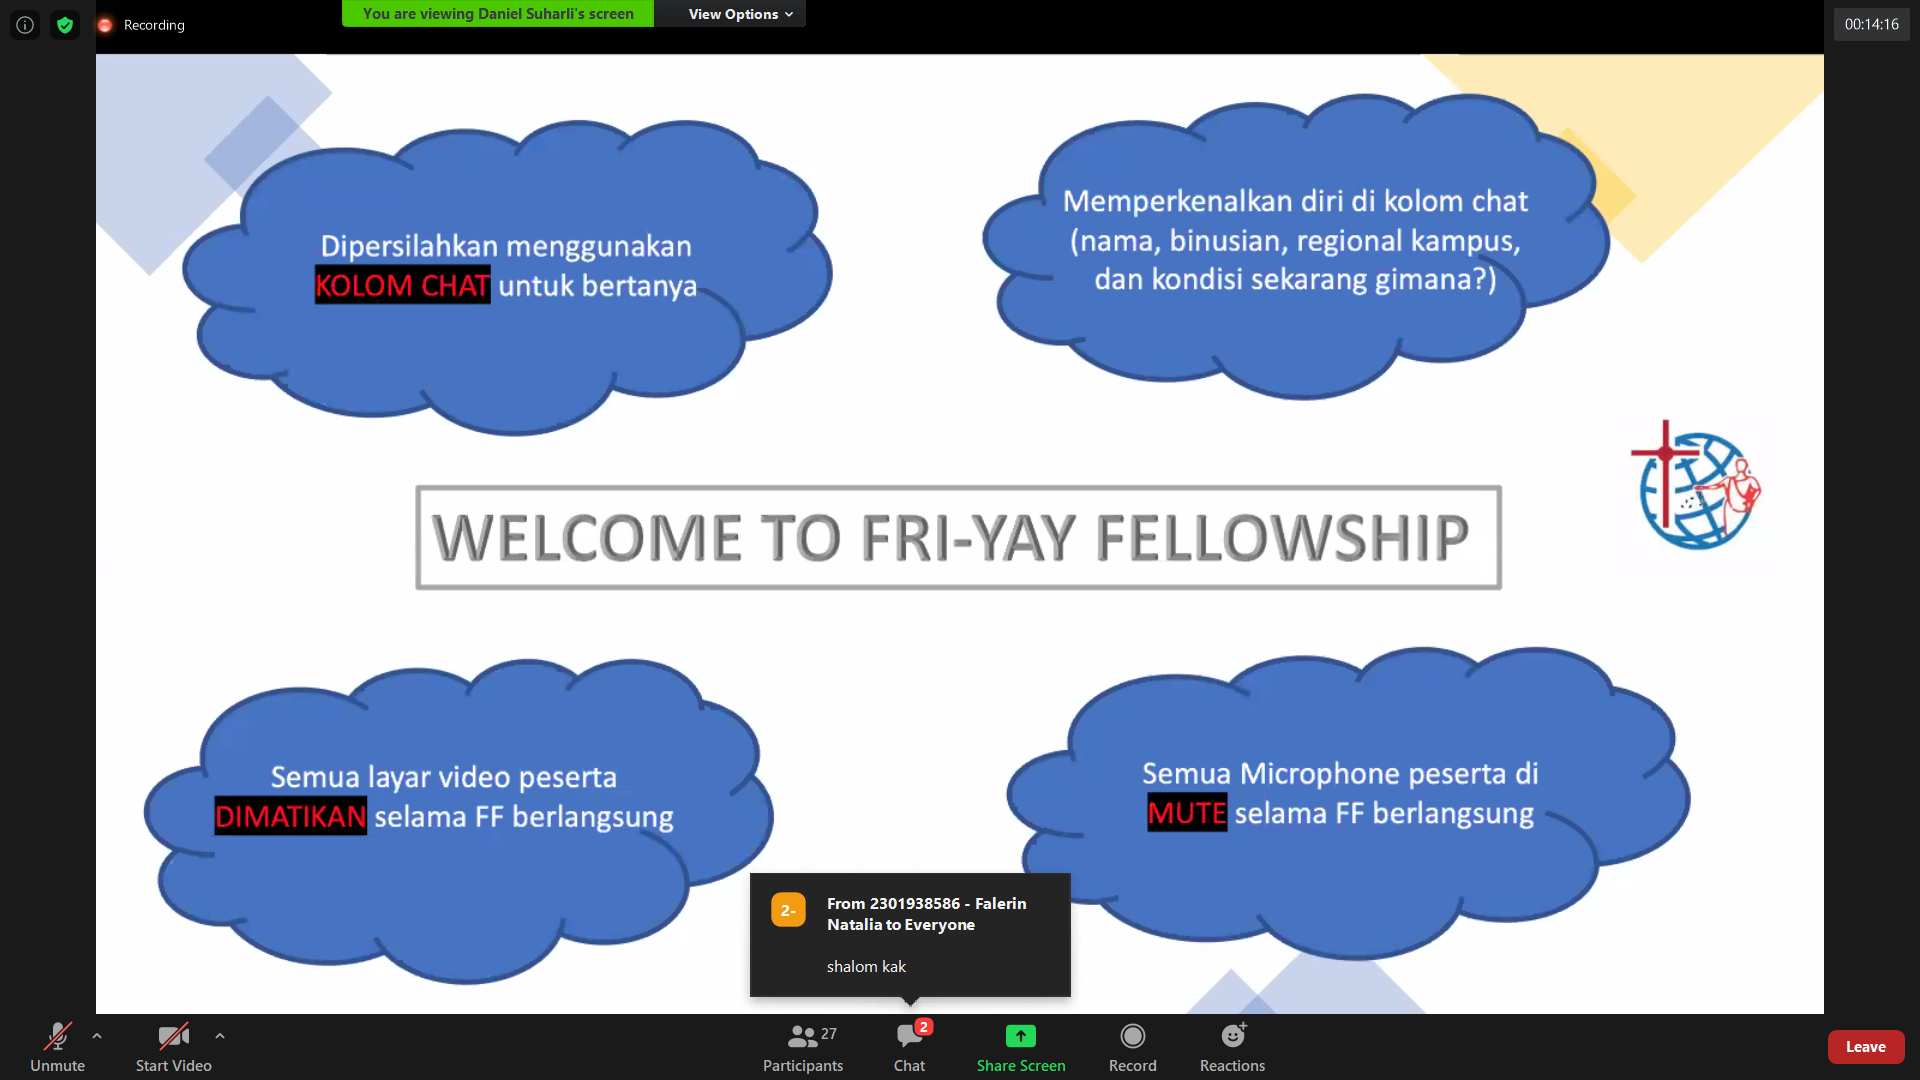 Recording
You are viewing Daniel Suharli's screen
View Options
00:14:16
Dipersilahkan menggunakan
KOLOM CHAT untuk bertanya
Memperkenalkan diri di kolom chat
(nama, binusian, regional kampus,
dan kondisi sekarang gimana?)
WELCOME TO FRI-YAY FELLOWSHIP
Semua layar video peserta
DIMATIKAN selama FF berlangsung
Semua Microphone peserta di
MUTE selama FF berlangsung
2-
From 2301938586 - Falerin
Natalia to Everyone
shalom kak
Unmute
Start Video
27
Participants
2
Chat
Share Screen
Record
Reactions
Leave